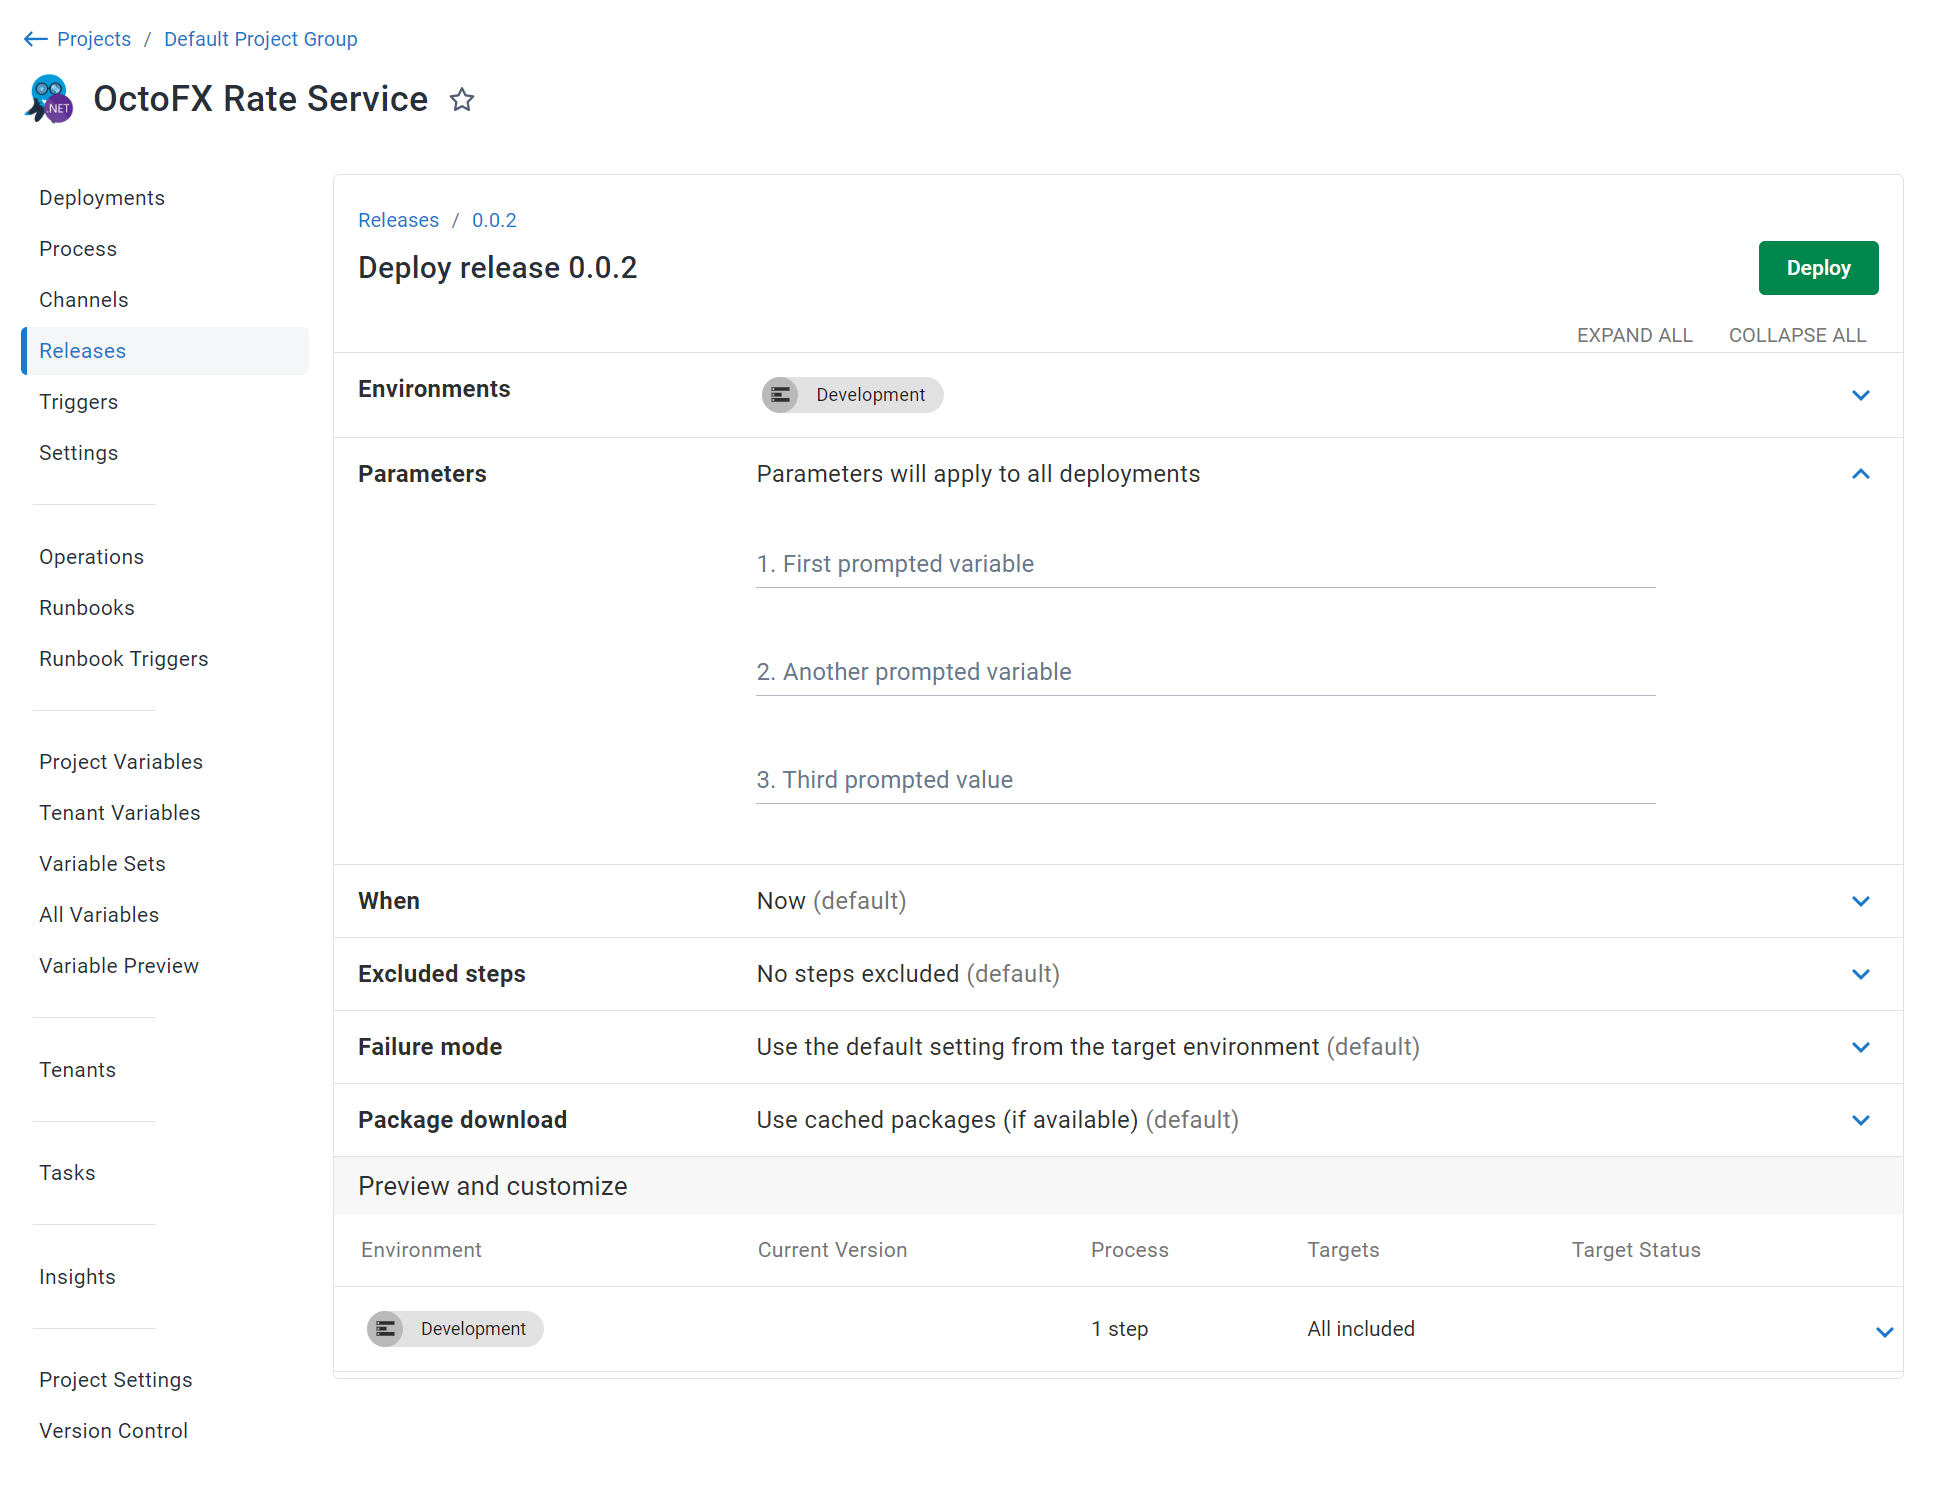 Projects / Default Project Group
.NET
OctoFX Rate Service
Deployments
Process
Channels
Releases
Triggers
Settings
Operations
Runbooks
Runbook Triggers
Project Variables
Tenant Variables
Variable Sets
All Variables
Variable Preview
Tenants
Tasks
Insights
Project Settings
Version Control
Releases / 0.0.2
Deploy release 0.0.2
Deploy
EXPAND ALL COLLAPSE ALL
Environments Development
Parameters Parameters will apply to all deployments
1. First prompted variable
2. Another prompted variable
3. Third prompted value
When Now (default)
Excluded steps No steps excluded (default)
Failure mode Use the default setting from the target environment (default)
Package download Use cached packages (if available) (default)
Preview and customize
Environment Current Version Process Targets Target Status
Development 1 step All included